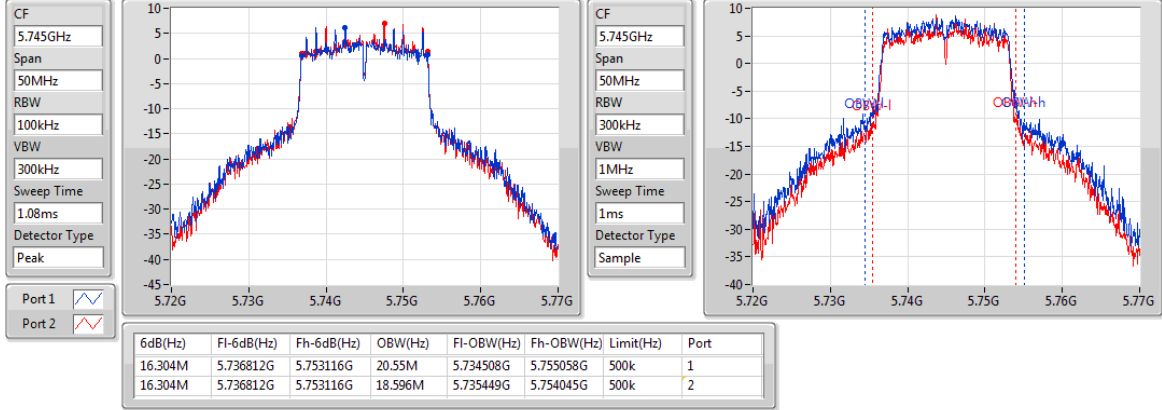 CF
5.745GHz
Span
50MHz
RBW
100kHz
VBW
300kHz
Sweep Time
1.08ms
Detector Type
Peak
Port 1
Port 2
10
5
0
-5
-10
-15
-20
-25
-30
-35
-40
-45
5.72G 5.73G 5.74G 5.75G 5.76G 5.77G
CF
5.745GHz
Span
50MHz
RBW
300kHz
VBW
1MHz
Sweep Time
1ms
Detector Type
Sample
10
5
0
-5
-10
-15
-20
-25
-30
-35
-40
5.72G 5.73G 5.74G 5.75G 5.76G 5.77G
6dB(Hz) Fl-6dB(Hz) Fh-6dB(Hz) OBW(Hz) Fl-OBW(Hz) Fh-OBW(Hz) Limit(Hz) Port
16.304M 5.736812G 5.753116G 20.55M 5.734508G 5.755058G 500k 1
16.304M 5.736812G 5.753116G 18.596M 5.735449G 5.754045G 500k 2